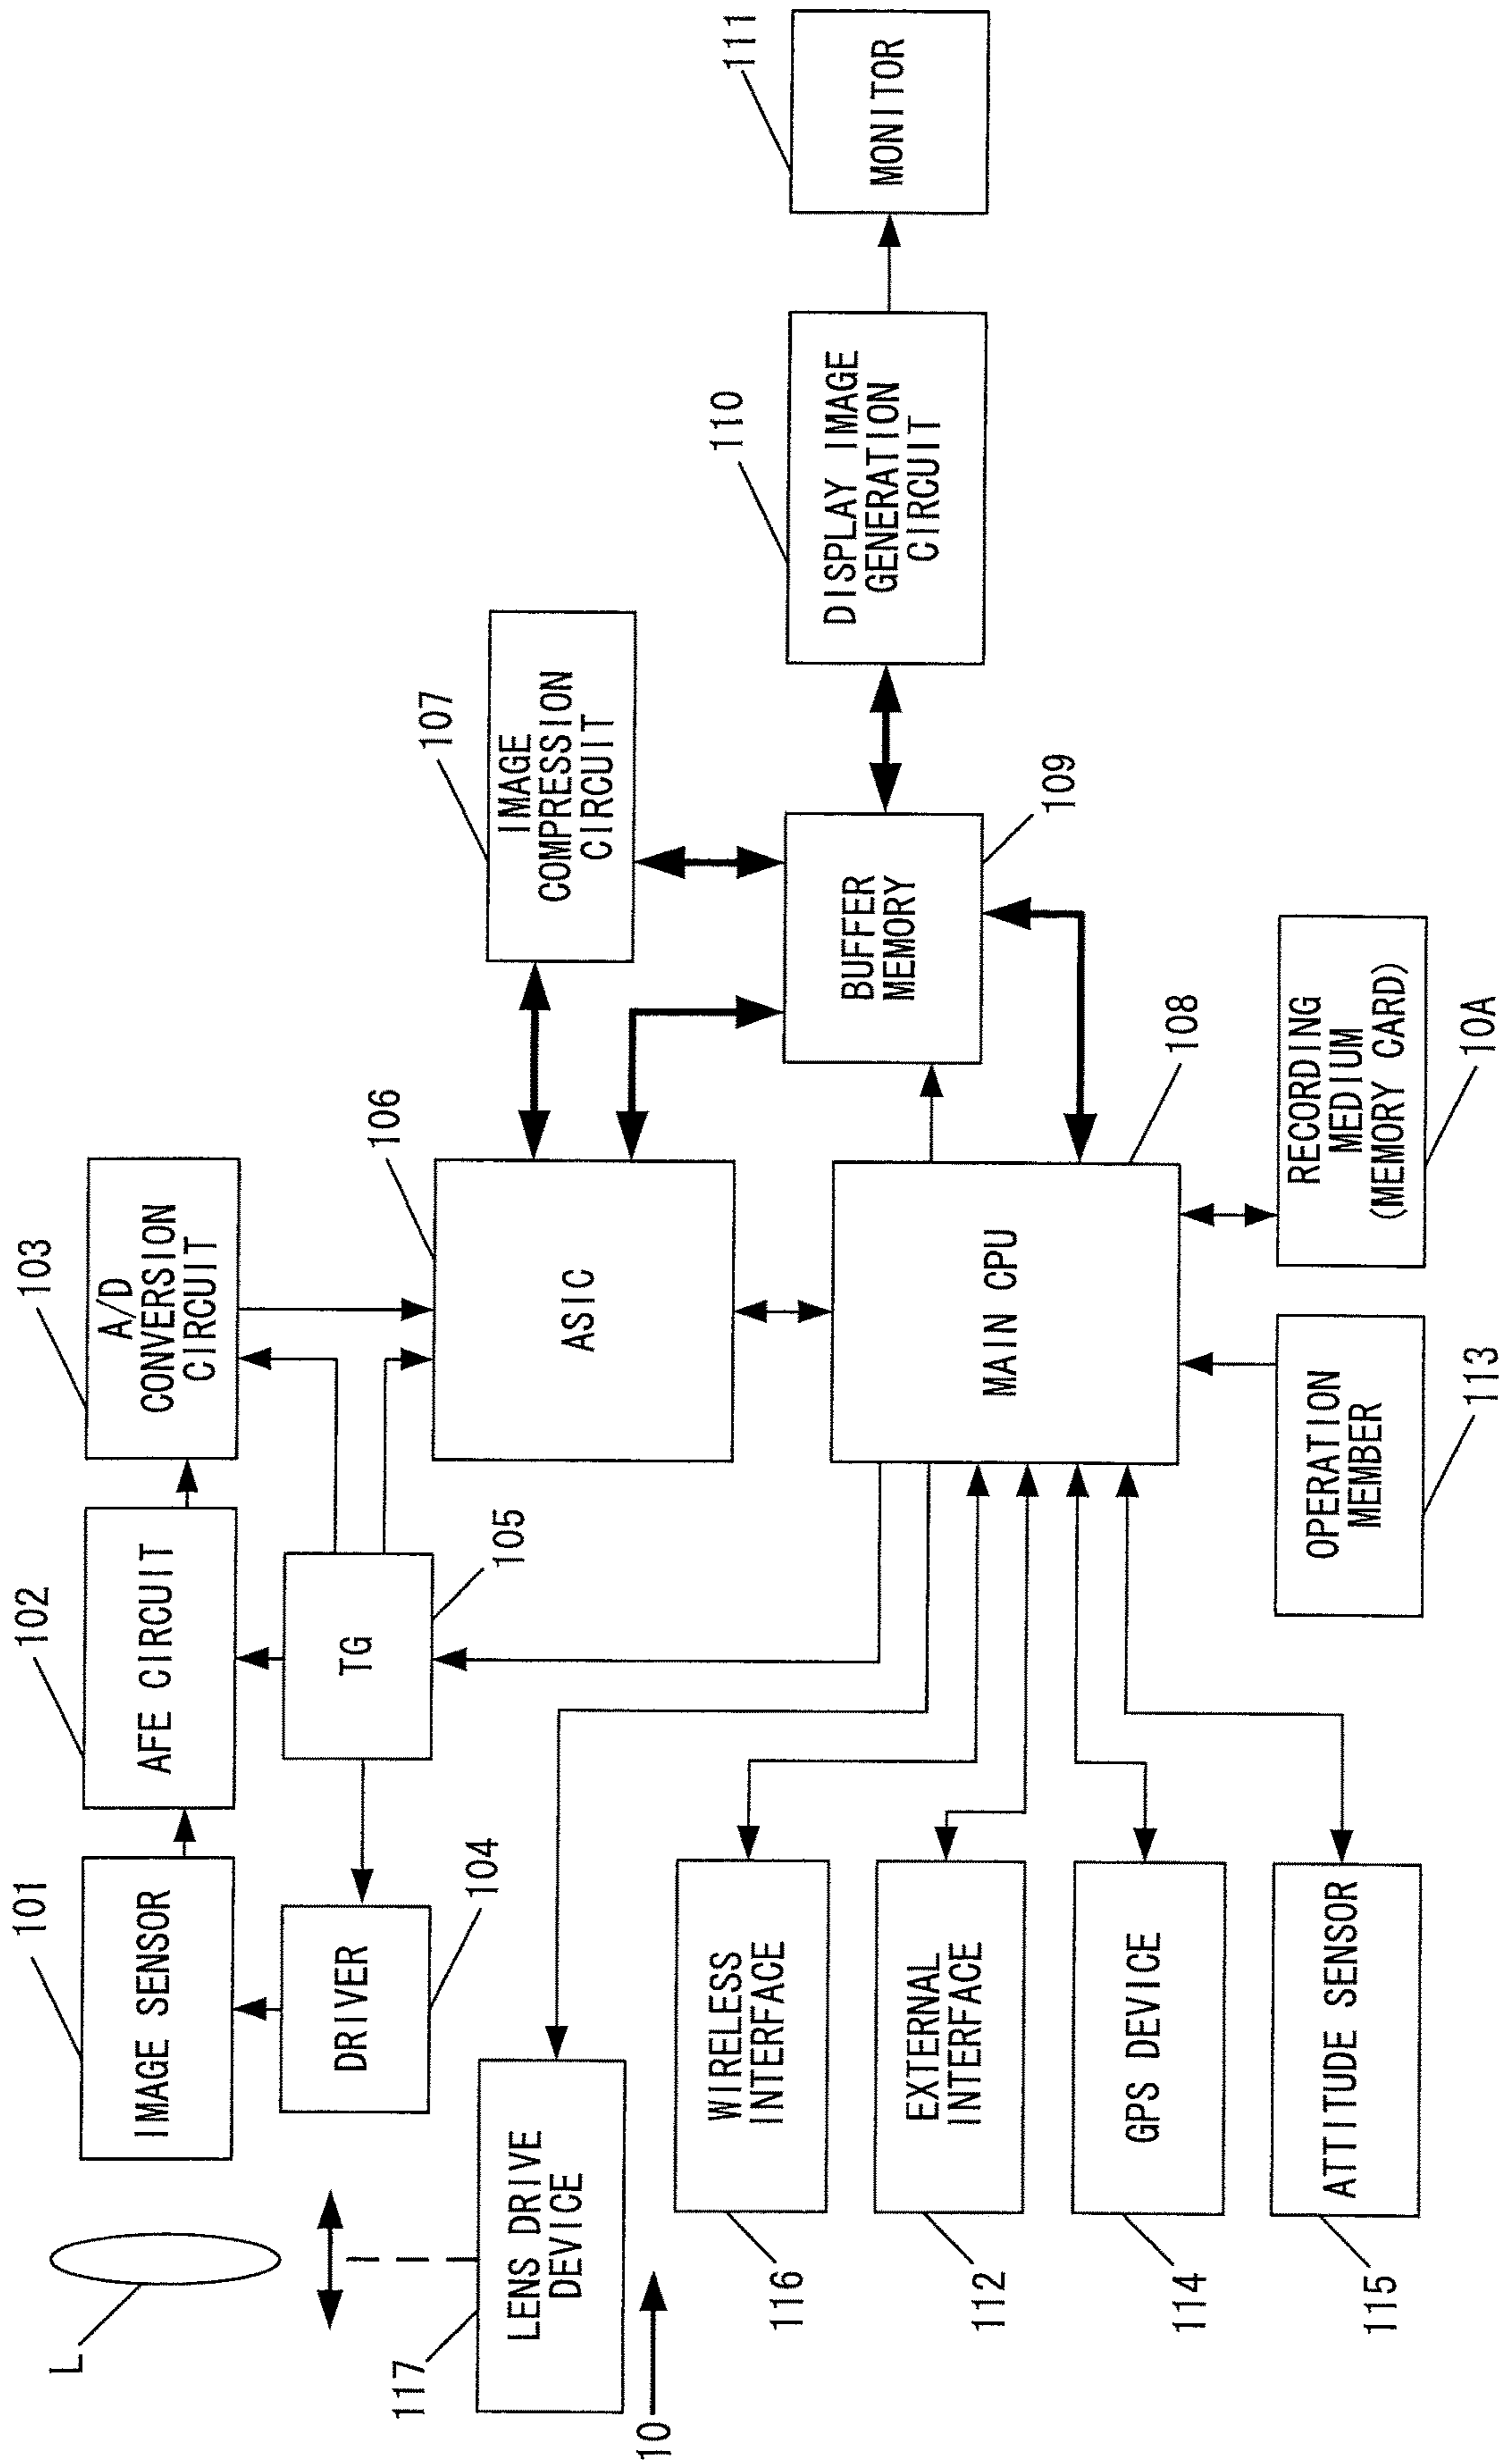 L
101
IMAGE SENSOR
102
AFE CIRCUIT
103
A/D
CONVERSION
CIRCUIT
DRIVER
104
TG
105
117
LENS DRIVE
DEVICE
10
106
ASIC
107
IMAGE
COMPRESSION
CIRCUIT
WIRELESS
INTERFACE
116
EXTERNAL
INTERFACE
112
GPS DEVICE
114
ATTITUDE SENSOR
115
MAIN CPU
108
BUFFER
MEMORY
109
110
DISPLAY IMAGE
GENERATION
CIRCUIT
111
MONITOR
OPERATION
MEMBER
113
RECORDING
MEDIUM
(MEMORY CARD)
10A